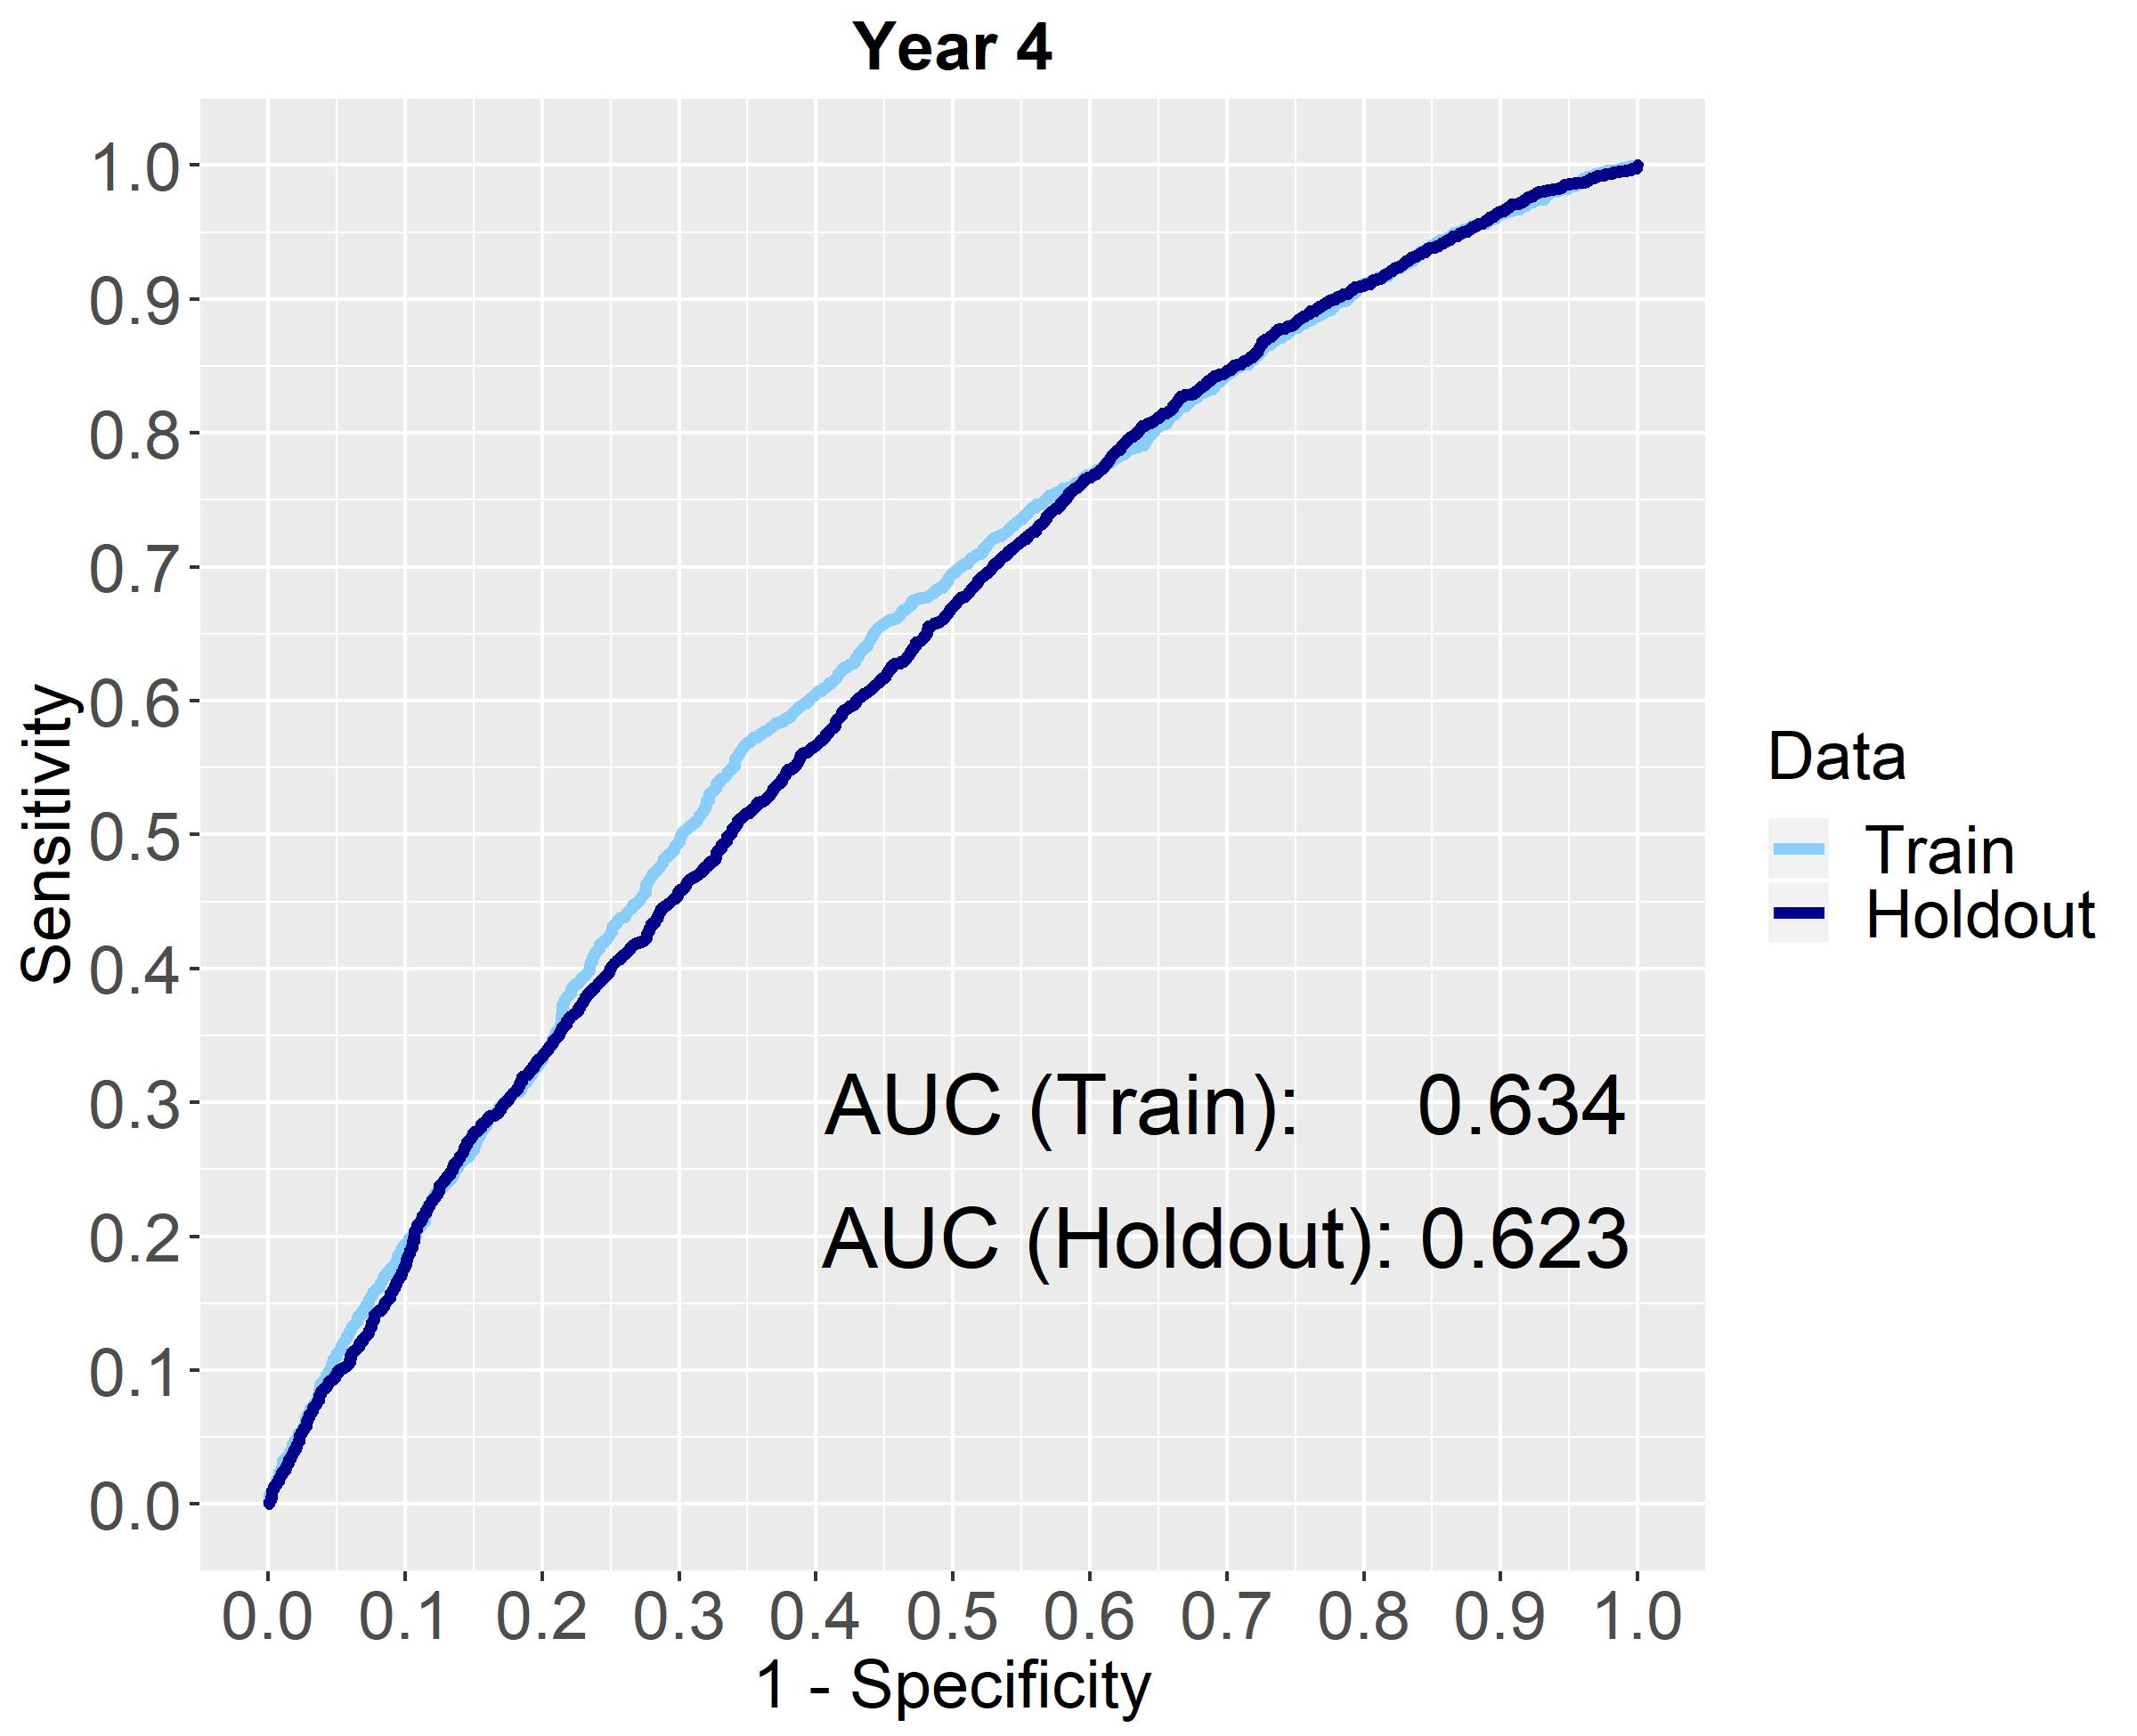 Year 4
Sensitivity
1.0
0.9
0.8
0.7
0.6
0.5
0.4
0.3
0.2
0.1
0.0
AUC (Train): 0.634
AUC (Holdout): 0.623
0.0 0.1 0.2 0.3 0.4 0.5 0.6 0.7 0.8 0.9 1.0
1 - Specificity
Data
Train
Holdout